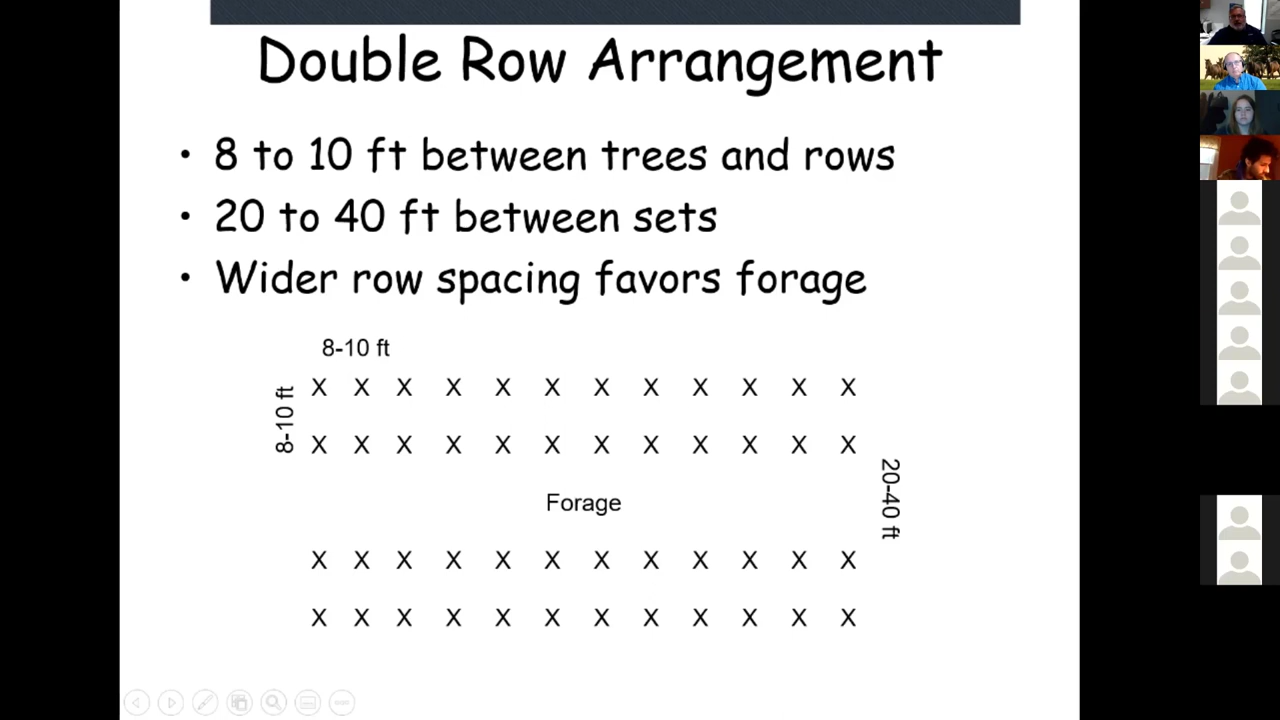 Double Row Arrangement
• 8 to 10 ft between trees and rows
• 20 to 40 ft between sets
• Wider row spacing favors forage
8-10 ft
8-10 ft
X X X X X X X X X X X X
X X X X X X X X X X X X
Forage
20-40 ft
X X X X X X X X X X X X
X X X X X X X X X X X X